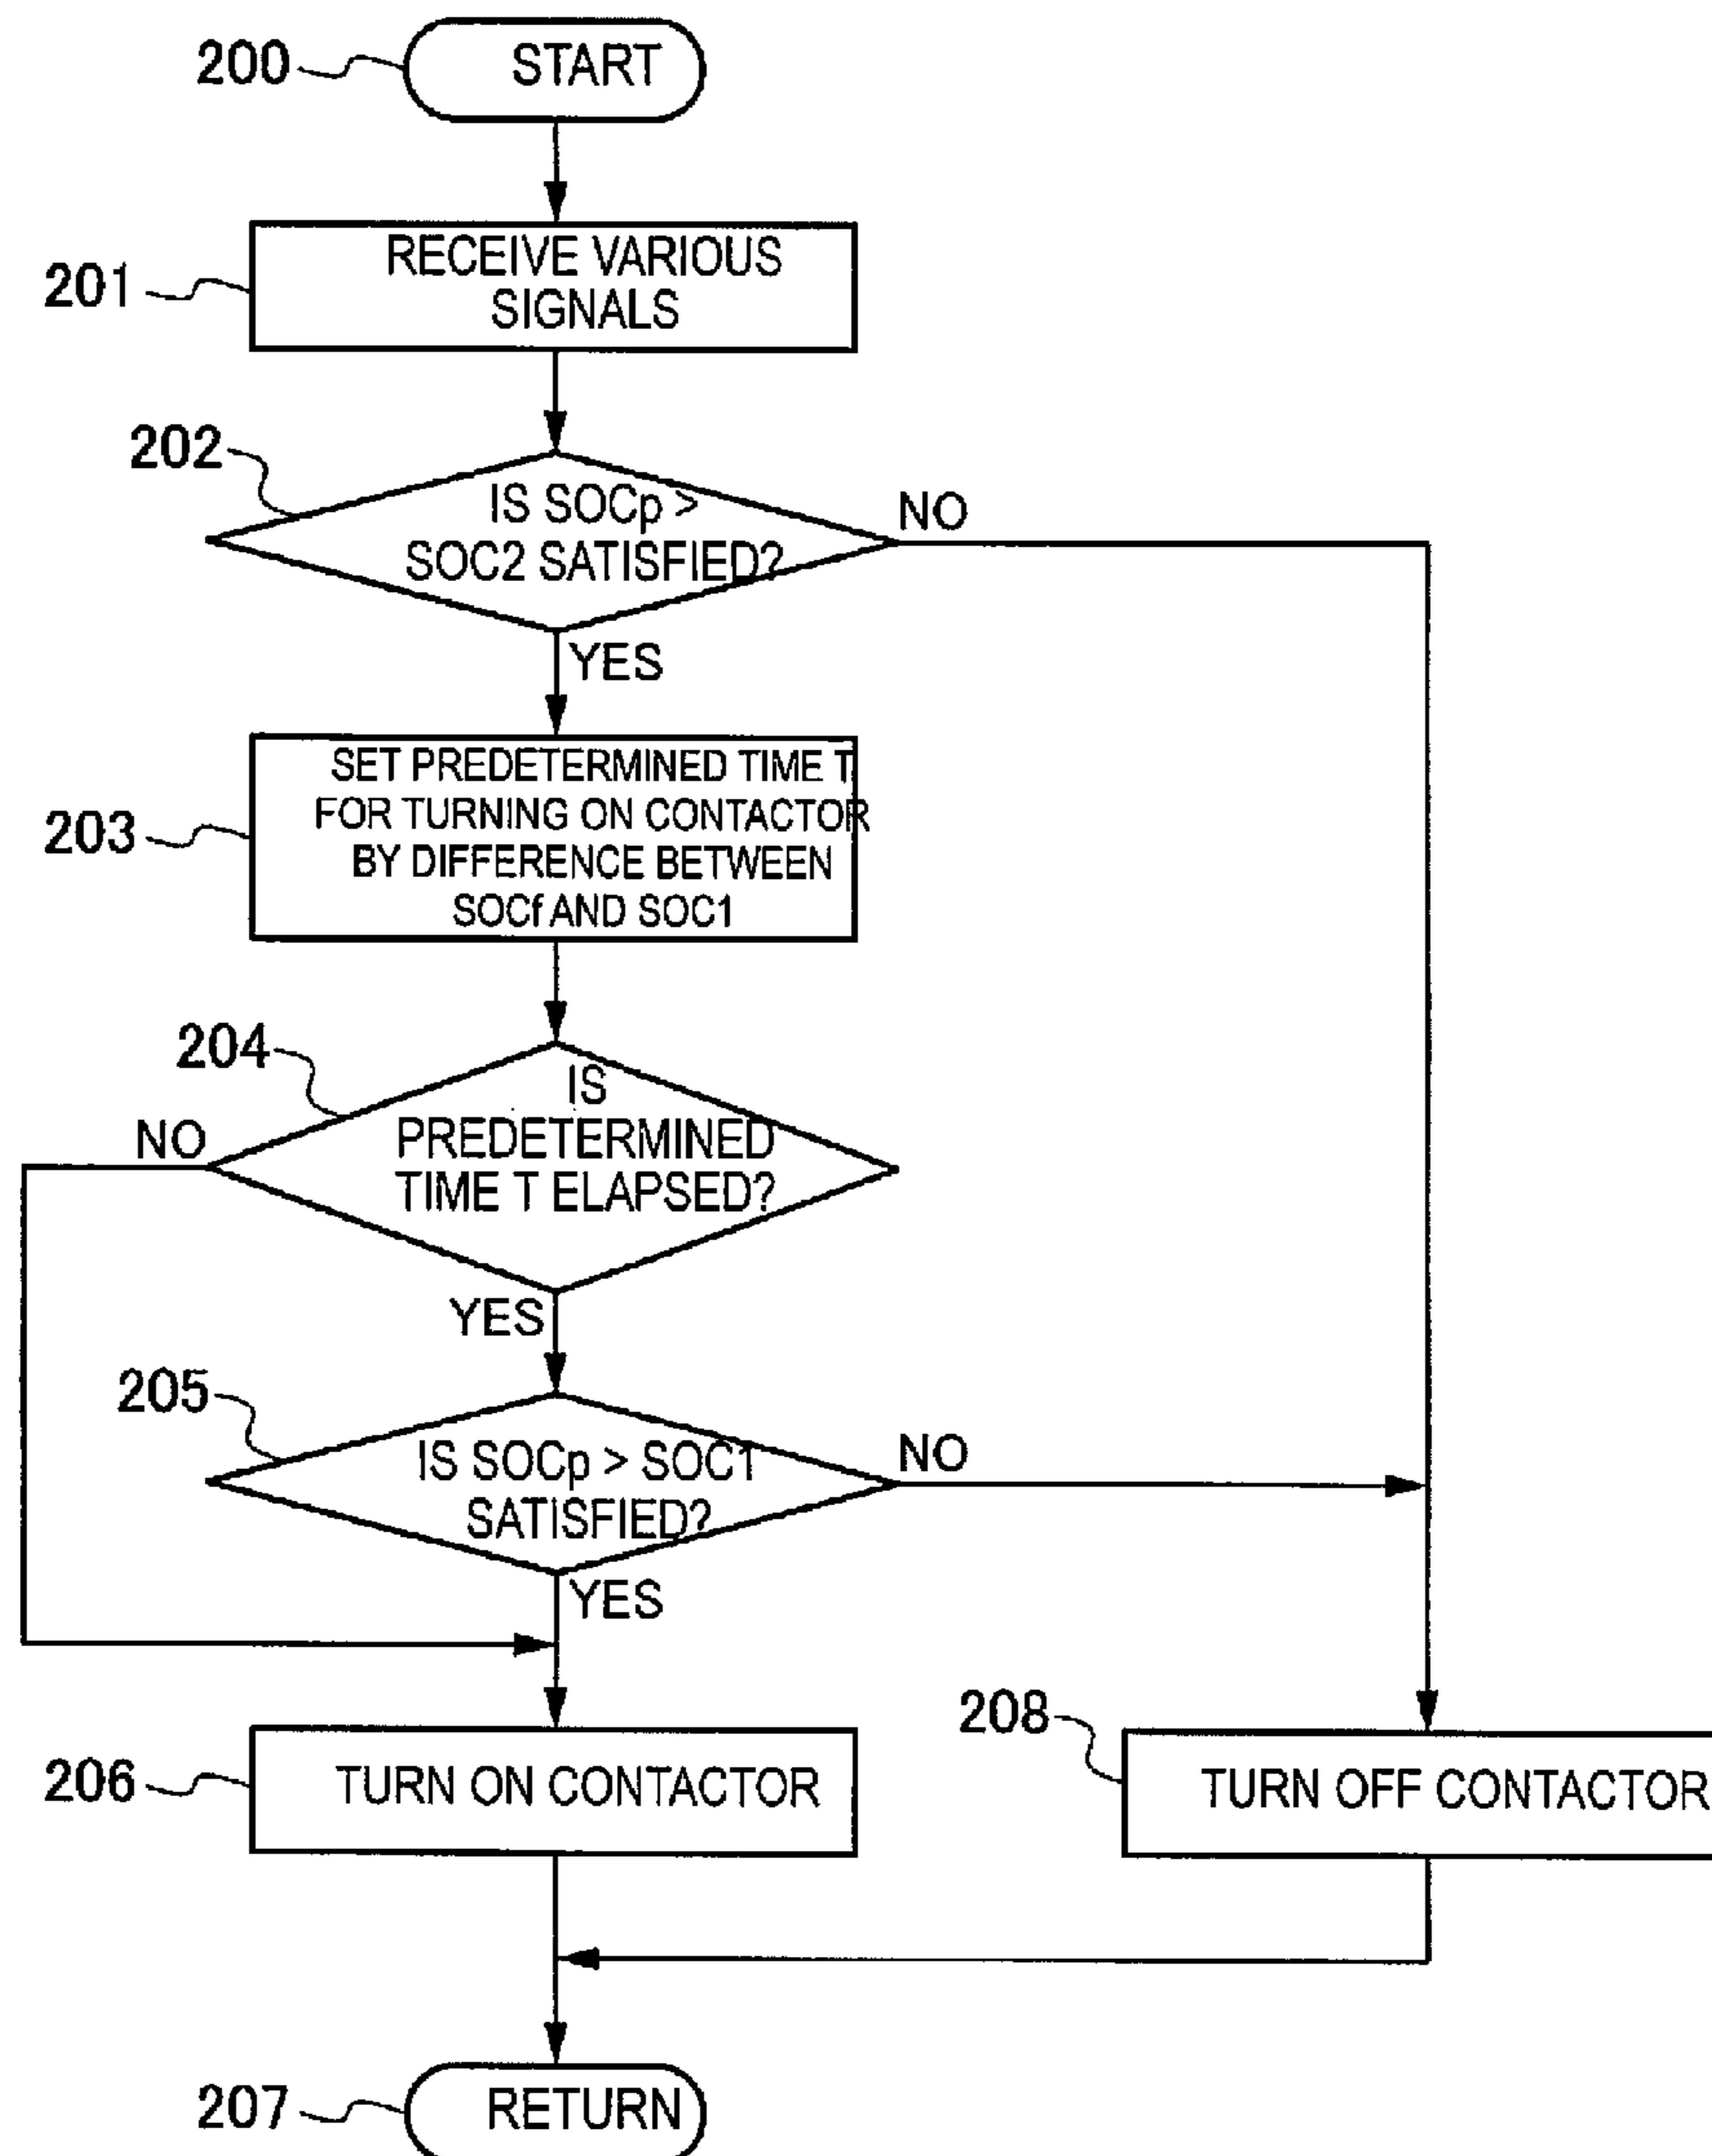 200
START
201
RECEIVE VARIOUS
SIGNALS
202
IS SOCp >
SOC2 SATISFIED?
NO
YES
203
SET PREDETERMINED TIME T
FOR TURNING ON CONTACTOR
BY DIFFERENCE BETWEEN
SOCf AND SOC1
204
NO
IS
PREDETERMINED
TIME T ELAPSED?
YES
205
IS SOCp > SOC1
SATISFIED?
NO
YES
206
TURN ON CONTACTOR
208
TURN OFF CONTACTOR
207
RETURN